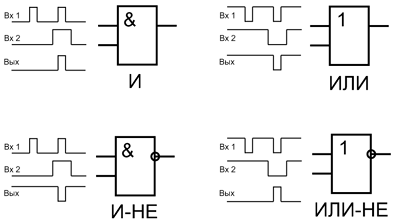 Вх 1
Вх 2
Вых
&
И
Вх 1
Вх 2
Вых
1
ИЛИ
Вх 1
Вх 2
Вых
&
И-НЕ
Вх 1
Вх 2
Вых
1
ИЛИ-НЕ